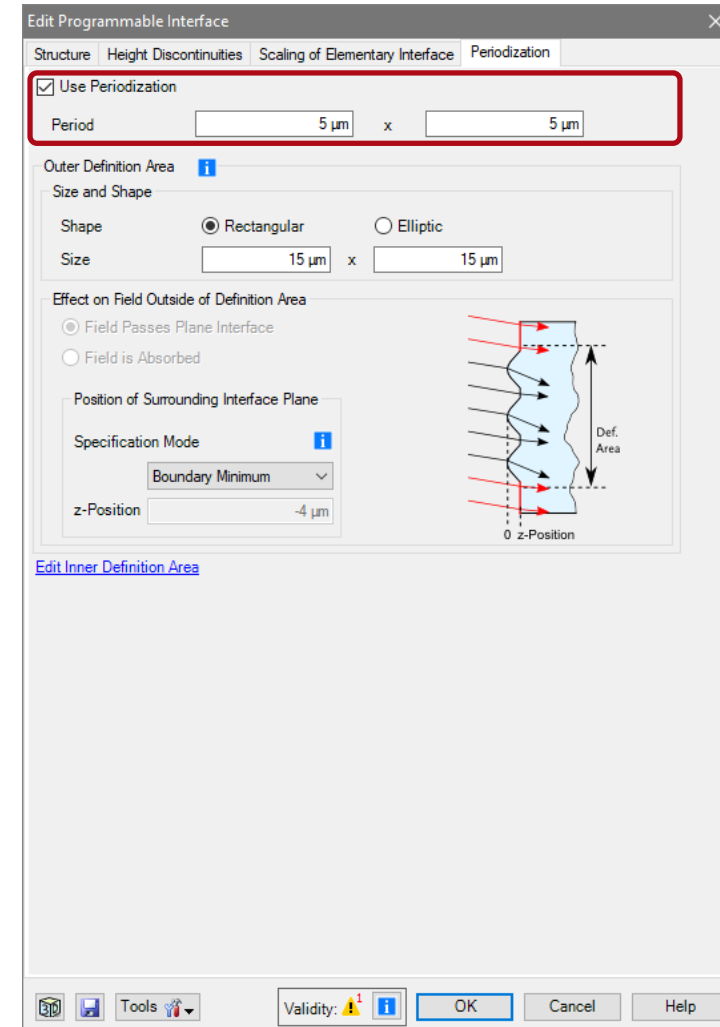 Edit Programmable Interface
Structure Height Discontinuities Scaling of Elementary Interface Periodization
Use Periodization
Period 5 µm x 5 µm
Outer Definition Area
Size and Shape
Shape Rectangular Elliptic
Size 15 µm x 15 µm
Effect on Field Outside of Definition Area
Field Passes Plane Interface
Field is Absorbed
Position of Surrounding Interface Plane
Specification Mode
Boundary Minimum
z-Position -4 µm
Def.
Area
0 z-Position
Edit Inner Definition Area
3D Tools Validity: 1 OK Cancel Help